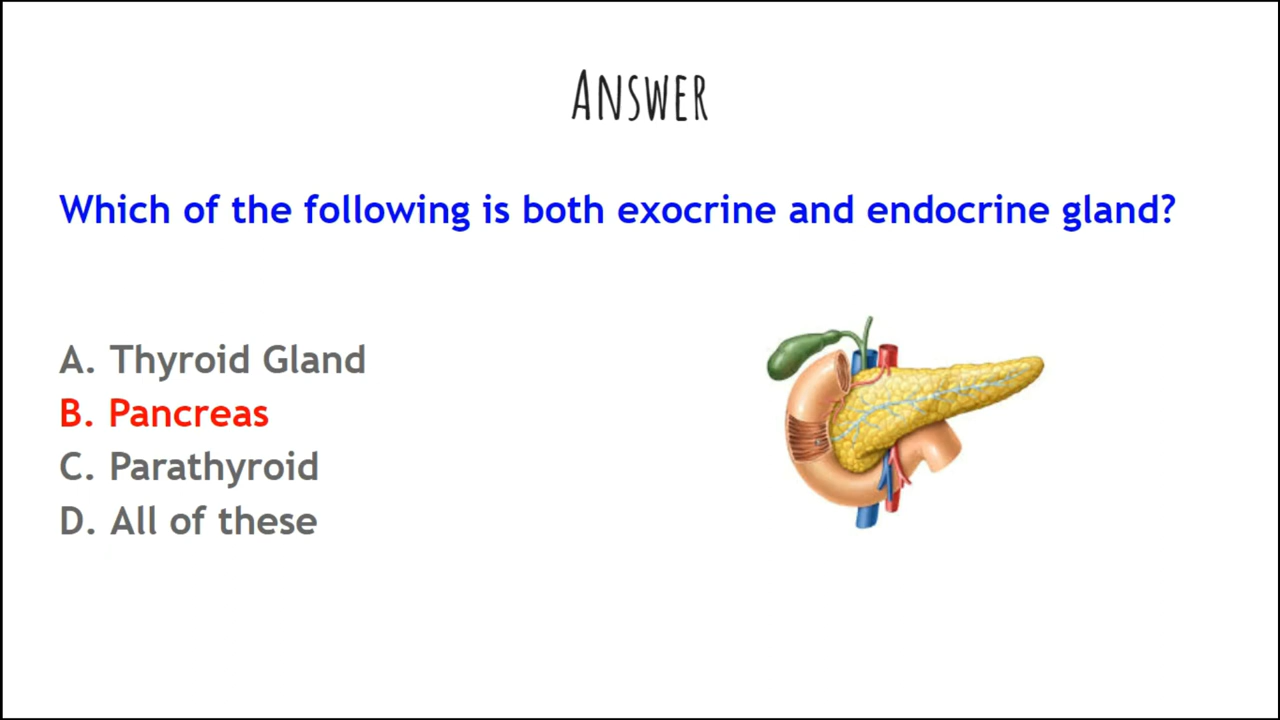 Answer
Which of the following is both exocrine and endocrine gland?
A. Thyroid Gland
B. Pancreas
C. Parathyroid
D. All of these